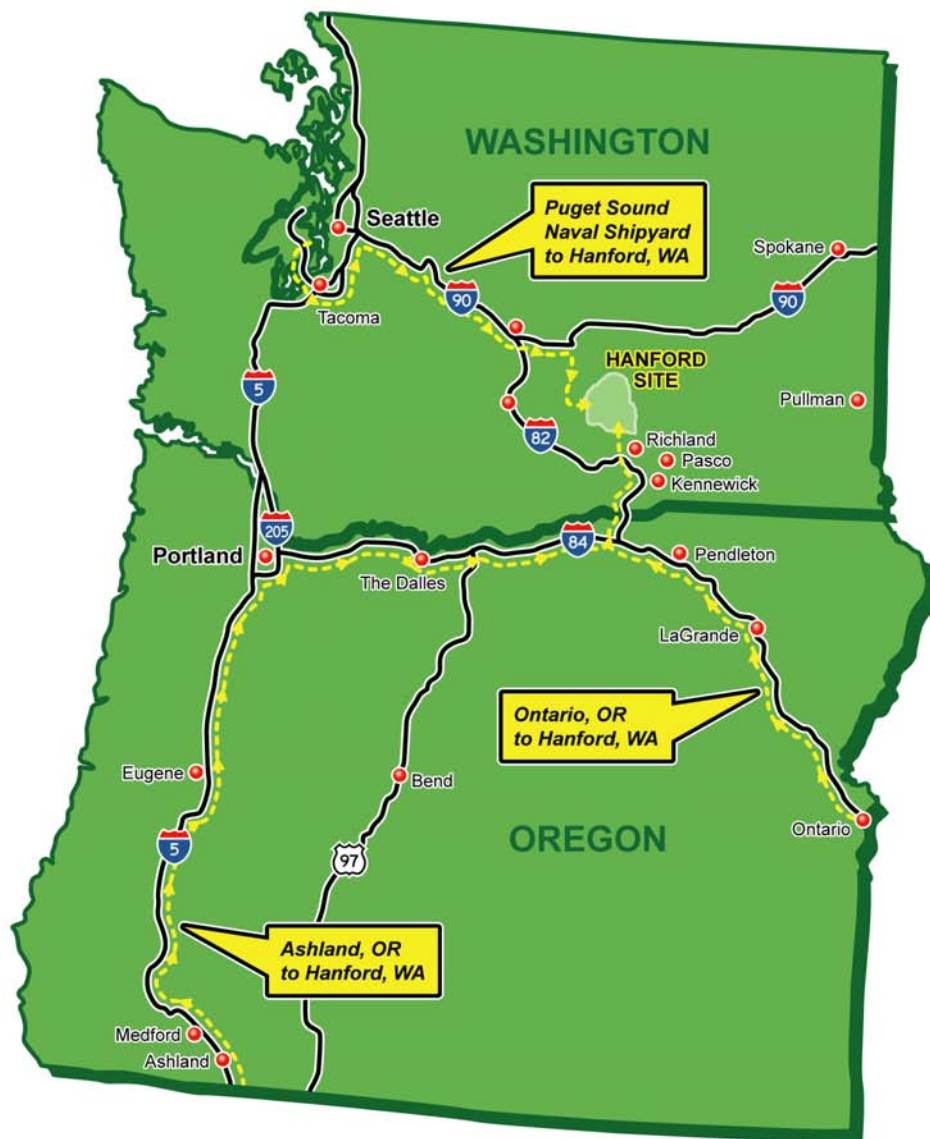 WASHINGTON
Puget Sound
Naval Shipyard
to Hanford, WA
Seattle
Spokane
90
90
Tacoma
HANFORD
SITE
5
Pullman
82
Richland
Pasco
Kennewick
205
84
Portland
Pendleton
The Dalles
LaGrande
Ontario, OR
to Hanford, WA
Eugene
Bend
Ontario
OREGON
5
97
Ashland, OR
to Hanford, WA
Medford
Ashland